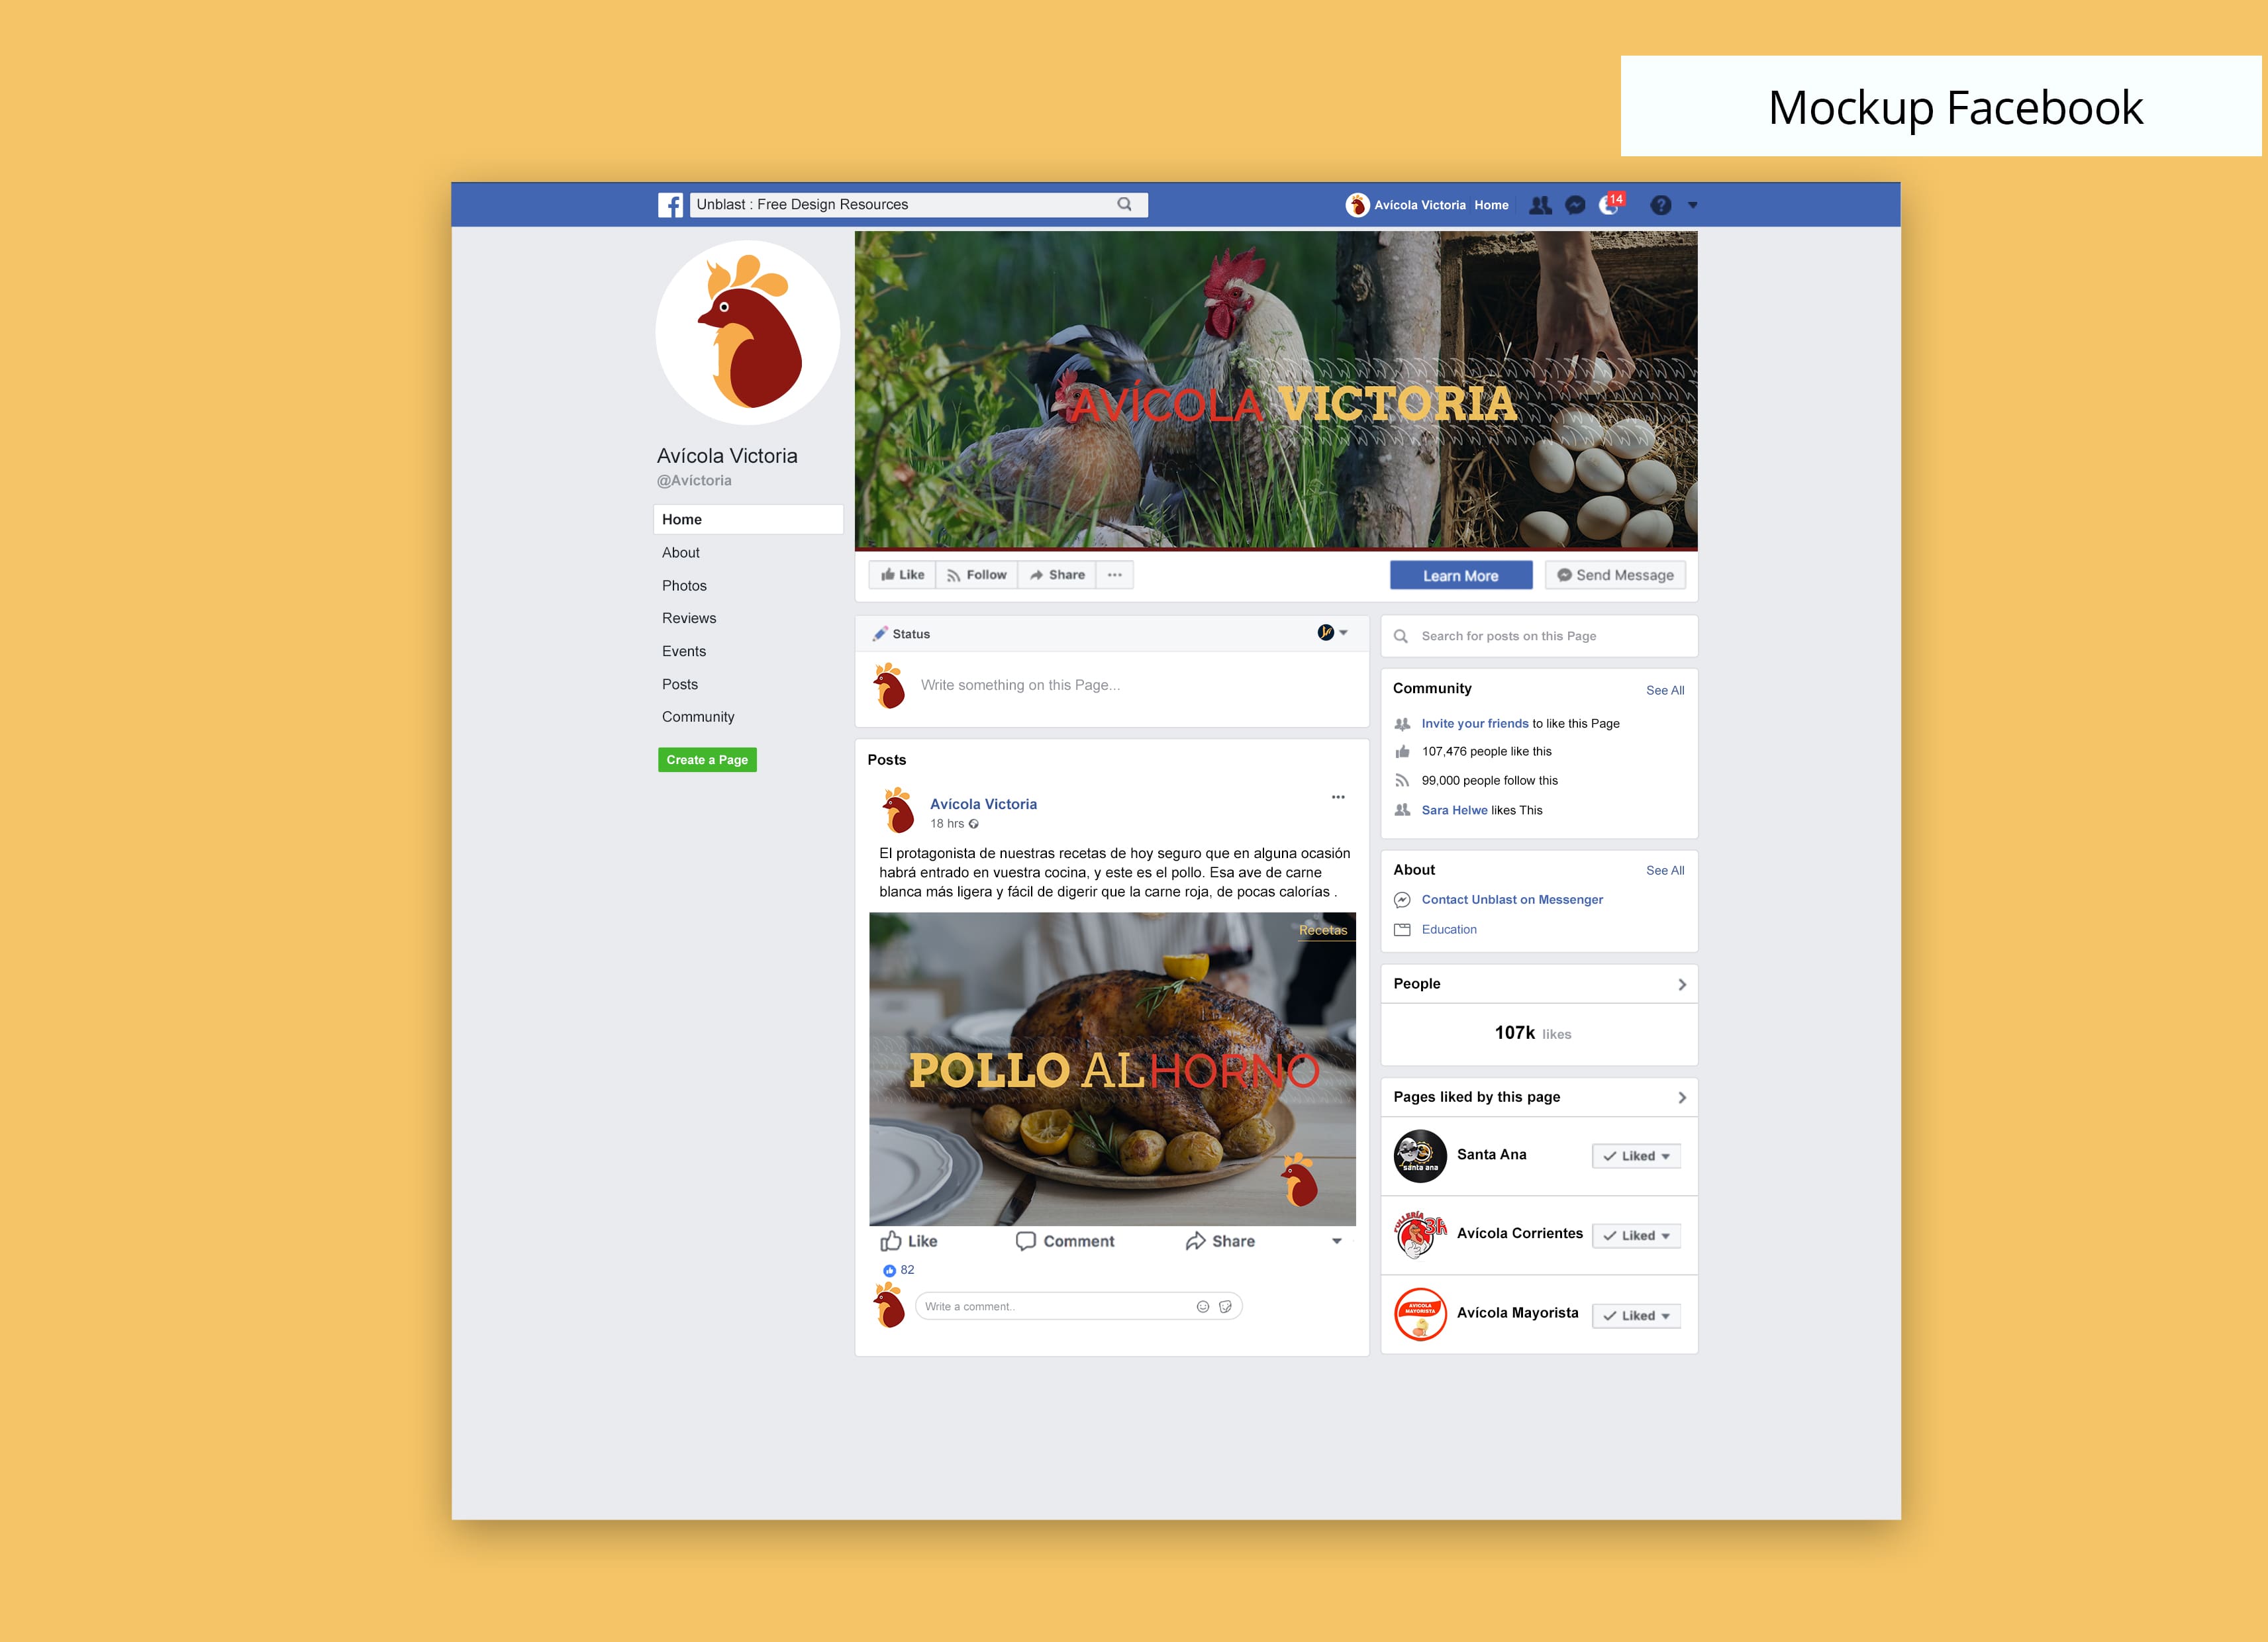 Mockup Facebook
Unblast : Free Design Resources
Avícola Victoria Home
14
Avícola Victoria
@Avíctoria
Home
About
Photos
Reviews
Events
Posts
Community
Create a Page
AVÍCOLA VICTORIA
Like Follow Share
Learn More
Send Message
Status
Write something on this Page...
Posts
Avícola Victoria
18 hrs
El protagonista de nuestras recetas de hoy seguro que en alguna ocasión
habrá entrado en vuestra cocina, y este es el pollo. Esa ave de carne
blanca más ligera y fácil de digerir que la carne roja, de pocas calorías .
Recetas
POLLO AL HORNO
Like Comment Share
82
Write a comment..
Search for posts on this Page
Community See All
Invite your friends to like this Page
107,476 people like this
99,000 people follow this
Sara Helwe likes This
About See All
Contact Unblast on Messenger
Education
People
107k likes
Pages liked by this page
santa ana
Santa Ana
Liked
POLLERÍA
3A
Avícola Corrientes
Liked
AVICOLA
MAYORISTA
Avícola Mayorista
Liked